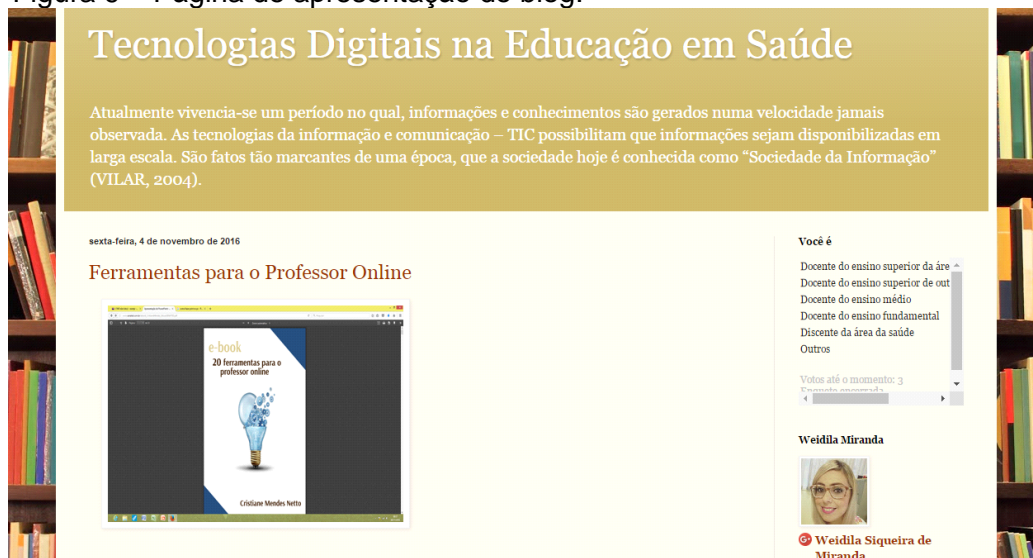 Tecnologias Digitais na Educação em Saúde
Atualmente vivencia-se um período no qual, informações e conhecimentos são gerados numa velocidade jamais
observada. As tecnologias da informação e comunicação – TIC possibilitam que informações sejam disponibilizadas em
larga escala. São fatos tão marcantes de uma época, que a sociedade hoje é conhecida como “Sociedade da Informação”
(VILAR, 2004).
sexta-feira, 4 de novembro de 2016
Ferramentas para o Professor Online
e-book
20 ferramentas para o
professor online
Cristiane Mendes Netto
Você é
Docente do ensino superior da áre
Docente do ensino superior de out
Docente do ensino médio
Docente do ensino fundamental
Discente da área da saúde
Outros
Votos até o momento: 3
Weidila Miranda
Weidila Siqueira de
Miranda